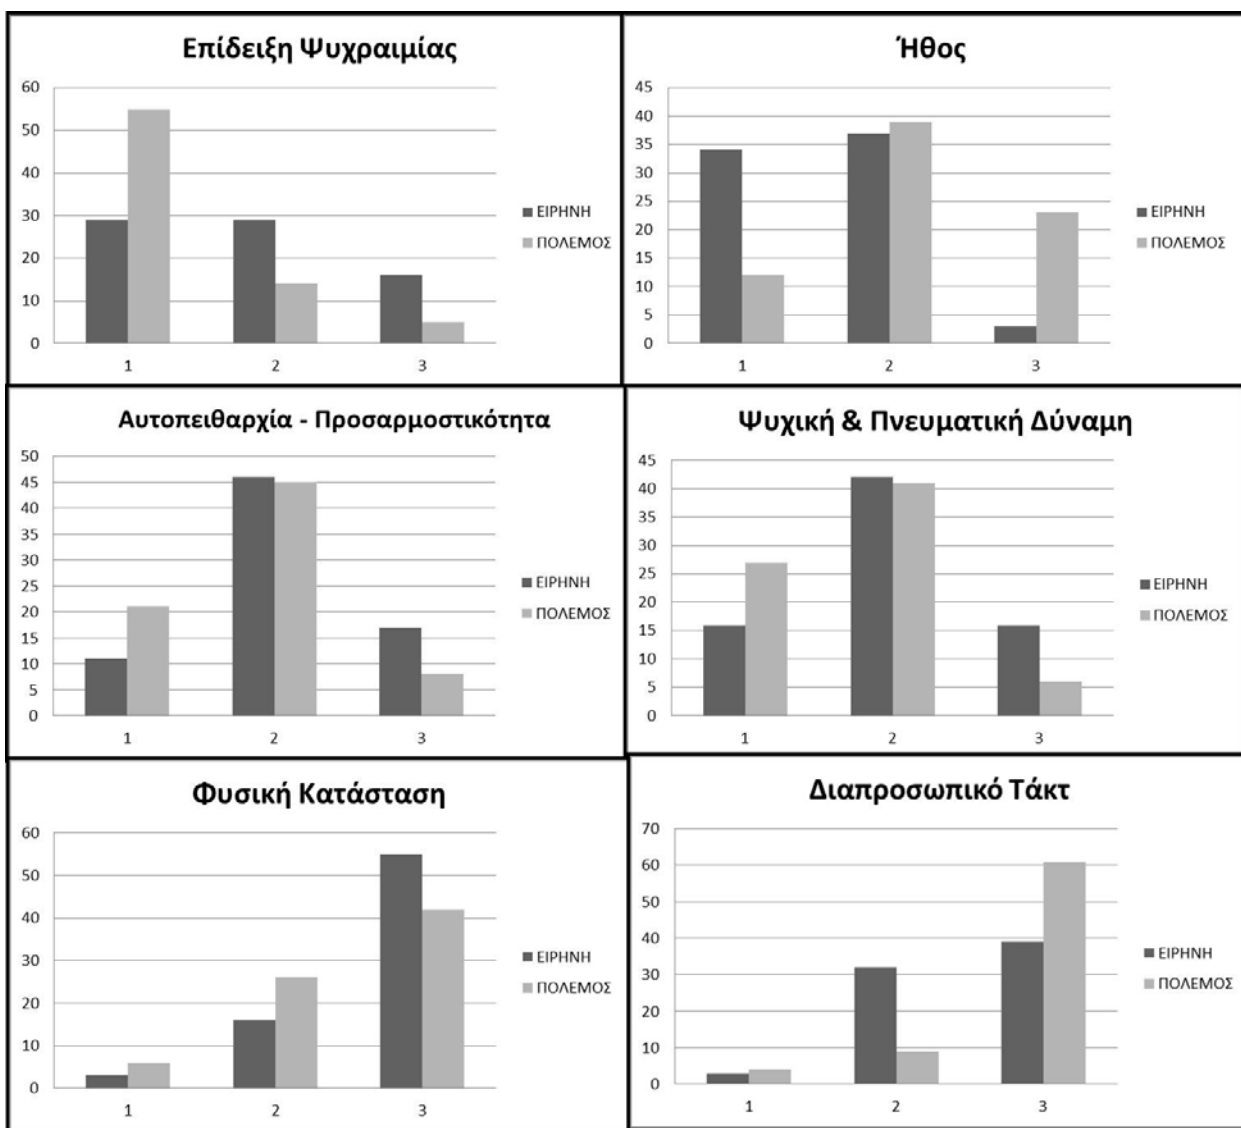 Επίδειξη Ψυχραιμίας
60
50
40
30
20
10
0
1 2 3
ΕΙΡΗΝΗ
ΠΟΛΕΜΟΣ
Ήθος
45
40
35
30
25
20
15
10
5
0
1 2 3
ΕΙΡΗΝΗ
ΠΟΛΕΜΟΣ
Αυτοπειθαρχία - Προσαρμοστικότητα
50
45
40
35
30
25
20
15
10
5
0
1 2 3
ΕΙΡΗΝΗ
ΠΟΛΕΜΟΣ
Ψυχική & Πνευματική Δύναμη
45
40
35
30
25
20
15
10
5
0
1 2 3
ΕΙΡΗΝΗ
ΠΟΛΕΜΟΣ
Φυσική Κατάσταση
60
50
40
30
20
10
0
1 2 3
ΕΙΡΗΝΗ
ΠΟΛΕΜΟΣ
Διαπροσωπικό Τάκτ
70
60
50
40
30
20
10
0
1 2 3
ΕΙΡΗΝΗ
ΠΟΛΕΜΟΣ